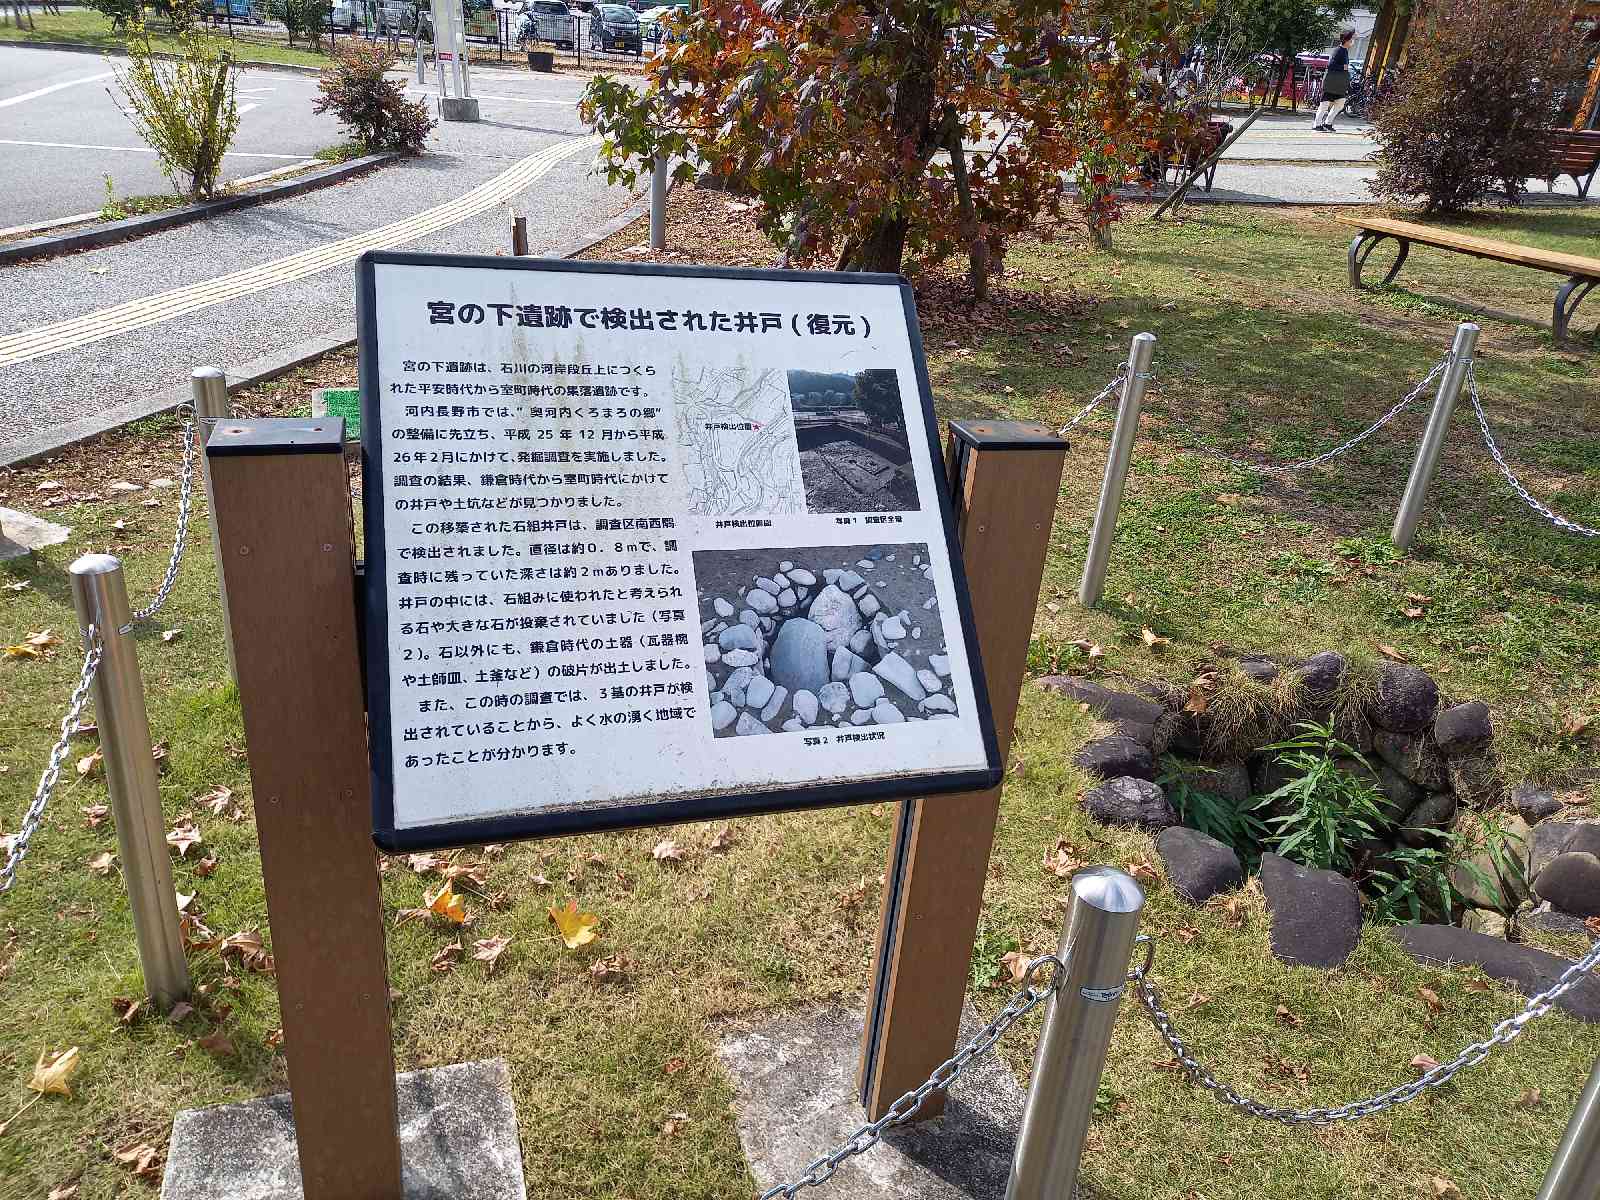 宮の下遺跡で検出された井戸(復元)
宮の下遺跡は、石川の河岸段丘上につくら
れた平安時代から室町時代の集落遺跡です。
河内長野市では、"奥河内くろまろの郷"
の整備に先立ち、平成 25 年 12 月から平成
26年2月にかけて、発掘調査を実施しました。
調査の結果、鎌倉時代から室町時代にかけて
の井戸や土坑などが見つかりました。
この移築された石組井戸は、調査区南西隅
で検出されました。直径は約0.8mで、調
査時に残っていた深さは約2mありました。
井戸の中には、石組みに使われたと考えられ
る石や大きな石が投棄されていました(写真
2)。石以外にも、鎌倉時代の土器(瓦器椀
や土師皿、土釜など)の破片が出土しました。
また、この時の調査では、3基の井戸が検
出されていることから、よく水の湧く地域で
あったことが分かります。
井戸検出位置★
井戸検出位置図
写真1 調査区全景
写真2 井戸検出状況